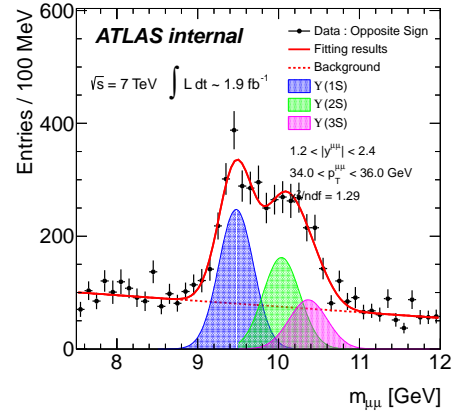 ATLAS internal
√s = 7 TeV ∫ L dt ~ 1.9 fb⁻¹
Data : Opposite Sign
Fitting results
Background
Υ(1S)
Υ(2S)
Υ(3S)
1.2 < |y^μμ| < 2.4
34.0 < p_T^μμ < 36.0 GeV
/ndf = 1.29
Entries / 100 MeV
600
400
200
0
8 9 10 11 12
m_μμ [GeV]